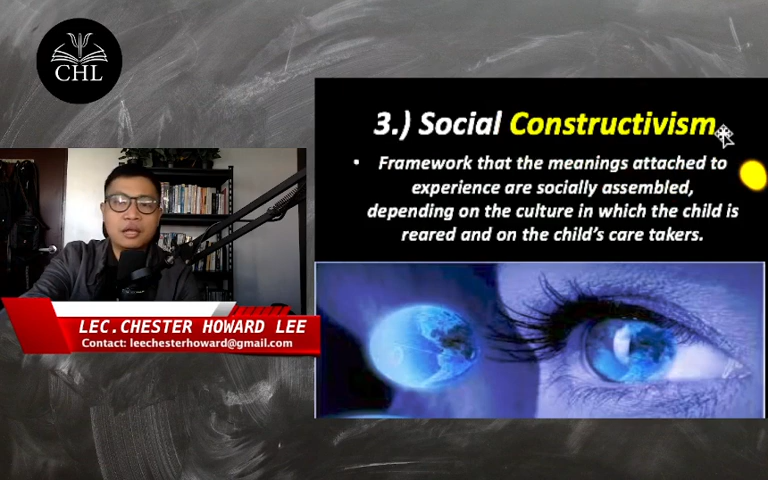 CHL
3.) Social Constructivism
• Framework that the meanings attached to
experience are socially assembled,
depending on the culture in which the child is
reared and on the child's care takers.
LEC.CHESTER HOWARD LEE
Contact: leechesterhoward@gmail.com